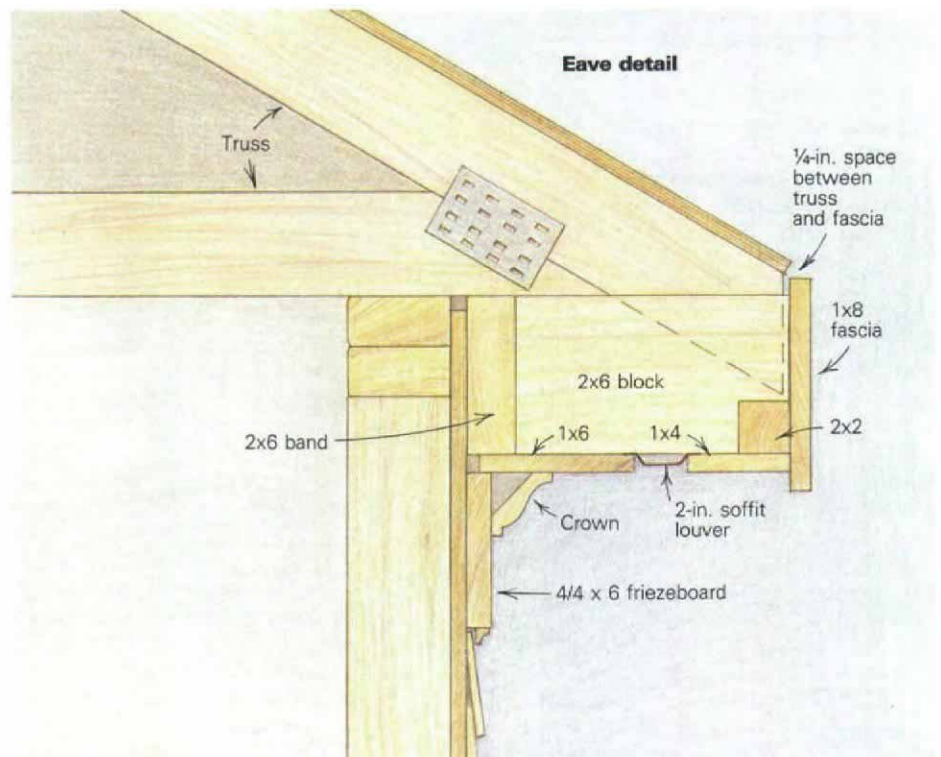 Eave detail
Truss
¼-in. space
between
truss
and fascia
1x8
fascia
2x6 block
2x6 band
1x6
1x4
2x2
Crown
2-in. soffit
louver
4/4 x 6 friezeboard